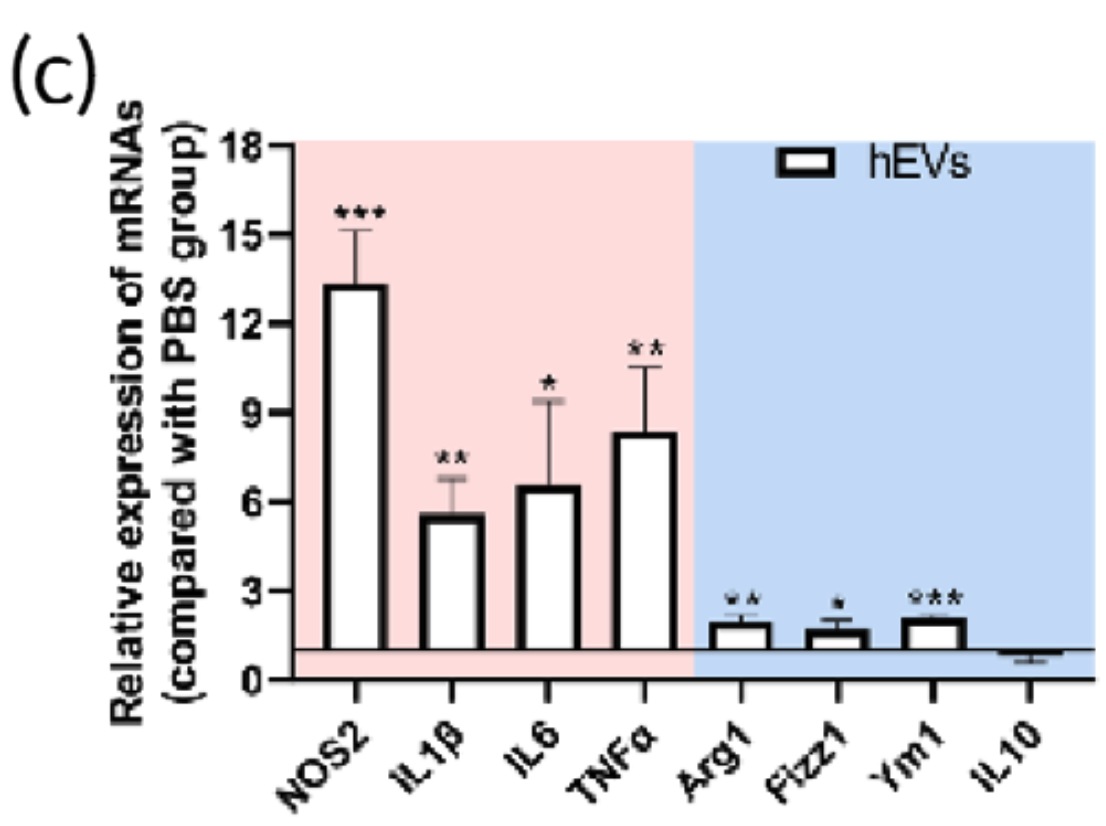 (c)
Relative expression of mRNAs
(compared with PBS group)
18
15
12
9
6
3
0
hEVs
***
**
*
**
**
*
***
NOS2
IL1β
IL6
TNFα
Arg1
Fizz1
Ym1
IL10